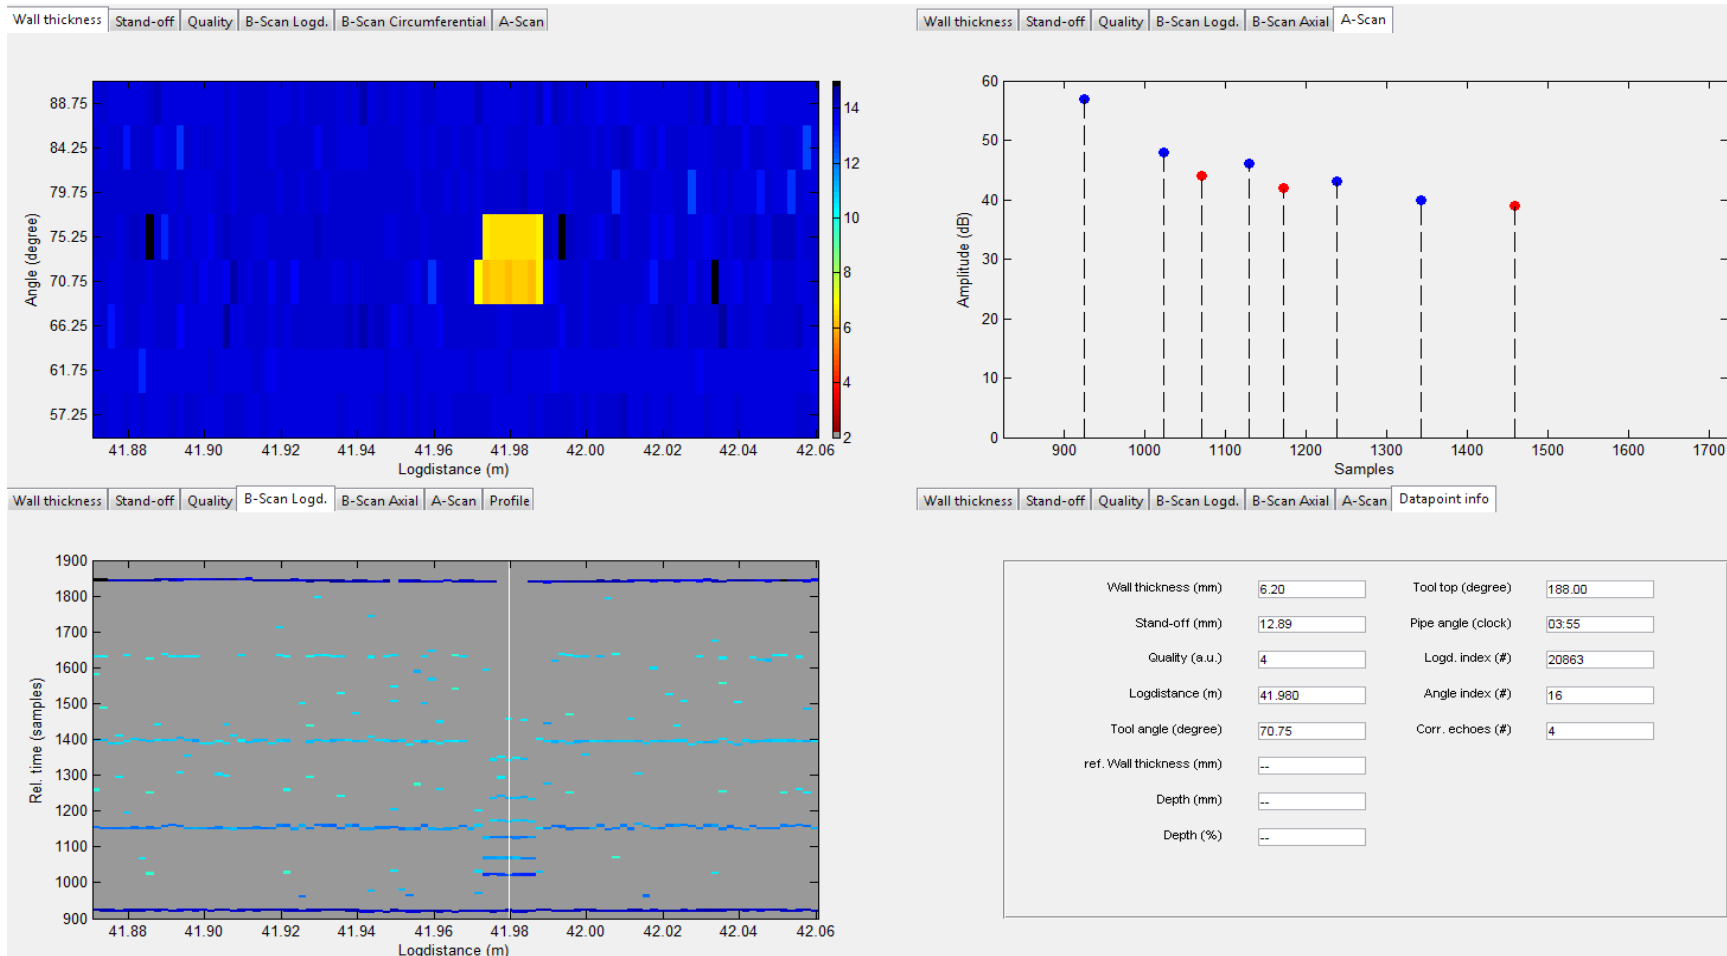 Wall thickness Stand-off Quality B-Scan Logd. B-Scan Circumferential A-Scan
88.75
84.25
79.75
75.25
70.75
66.25
61.75
57.25
Angle (degree)
41.88 41.90 41.92 41.94 41.96 41.98 42.00 42.02 42.04 42.06
Logdistance (m)
14
12
10
8
6
4
2
Wall thickness Stand-off Quality B-Scan Logd. B-Scan Axial A-Scan
60
50
40
30
20
10
0
Amplitude (dB)
900 1000 1100 1200 1300 1400 1500 1600 1700
Samples
Wall thickness Stand-off Quality B-Scan Logd. B-Scan Axial A-Scan Profile
1900
1800
1700
1600
1500
1400
1300
1200
1100
1000
900
Rel. time (samples)
41.88 41.90 41.92 41.94 41.96 41.98 42.00 42.02 42.04 42.06
Logdistance (m)
Wall thickness Stand-off Quality B-Scan Logd. B-Scan Axial A-Scan Datapoint info
Wall thickness (mm) 6.20 Tool top (degree) 188.00
Stand-off (mm) 12.89 Pipe angle (clock) 03:55
Quality (a.u.) 4 Logd. index (#) 20863
Logdistance (m) 41.980 Angle index (#) 16
Tool angle (degree) 70.75 Corr. echoes (#) 4
ref. Wall thickness (mm) --
Depth (mm) --
Depth (%) --